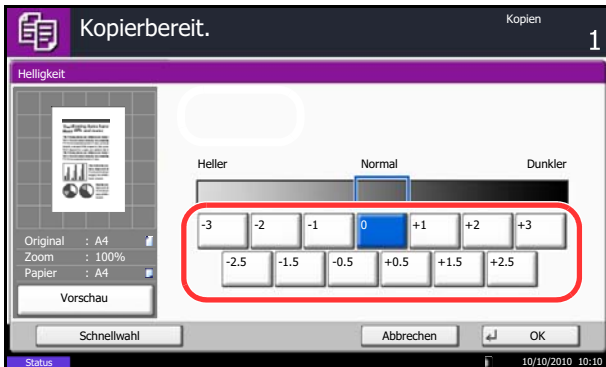 Kopierbereit.
Kopien
1
Helligkeit
Heller Normal Dunkler
-3 -2 -1 0 +1 +2 +3
-2.5 -1.5 -0.5 +0.5 +1.5 +2.5
Original : A4
Zoom : 100%
Papier : A4
Vorschau
Schnellwahl
Abbrechen
OK
Status
10/10/2010 10:10